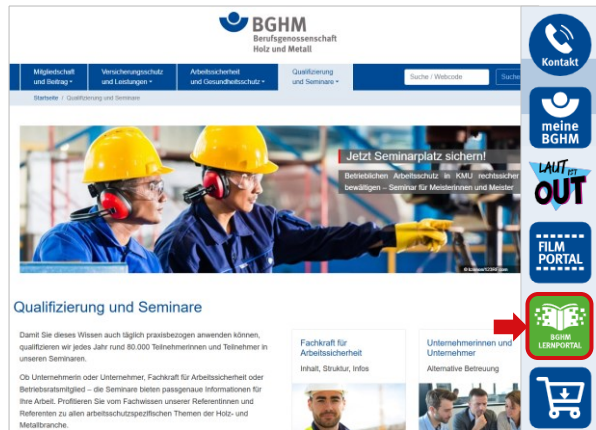 BGHM
Berufsgenossenschaft
Holz und Metall
Mitgliedschaft
und Beitrag
Versicherungsschutz
und Leistungen
Arbeitssicherheit
und Gesundheitsschutz
Qualifizierung
und Seminare
Suche / Webcode
Suche
Startseite / Qualifizierung und Seminare
Jetzt Seminarplatz sichern!
Betrieblichen Arbeitsschutz in KMU rechtssicher
bewältigen – Seminar für Meisterinnen und Meister
Qualifizierung und Seminare
Damit Sie dieses Wissen auch täglich praxisbezogen anwenden können,
qualifizieren wir jedes Jahr rund 80.000 Teilnehmerinnen und Teilnehmer in
unseren Seminaren.
Ob Unternehmerin oder Unternehmer, Fachkraft für Arbeitssicherheit oder
Betriebsratsmitglied – die Seminare bieten passgenaue Informationen für
Ihre Arbeit. Profitieren Sie vom Fachwissen unserer Referentinnen und
Referenten zu allen arbeitsschutzspezifischen Themen der Holz- und
Metallbranche.
Fachkraft für
Arbeitssicherheit
Inhalt, Struktur, Infos
Unternehmerinnen und
Unternehmer
Alternative Betreuung
Kontakt
meine
BGHM
LAUT IST
OUT
FILM
PORTAL
BGHM
LERNPORTAL